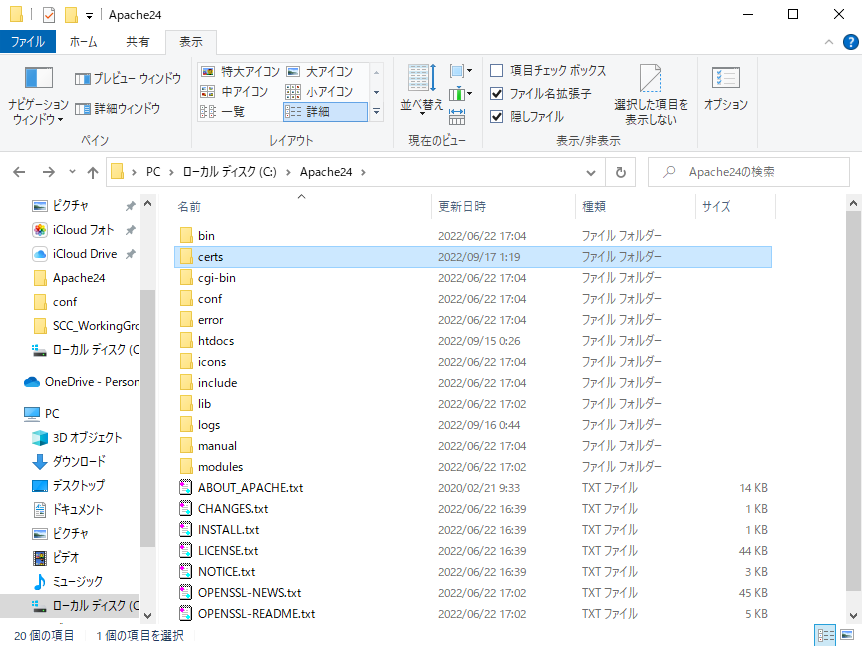 Apache24
ファイル ホーム 共有 表示
ナビゲーション ウィンドウ
プレビュー ウィンドウ
詳細ウィンドウ
ペイン
特大アイコン 大アイコン
中アイコン 小アイコン
一覧 詳細
レイアウト
並べ替え
現在のビュー
項目チェック ボックス
ファイル名拡張子
隠しファイル
選択した項目を
表示しない
表示/非表示
オプション
PC ローカル ディスク (C:) Apache24
Apache24の検索
ピクチャ
iCloud フォト
iCloud Drive
Apache24
conf
SCC_WorkingGr
ローカル ディスク (C
OneDrive - Person
PC
3D オブジェクト
ダウンロード
デスクトップ
ドキュメント
ピクチャ
ビデオ
ミュージック
ローカル ディスク (C
名前 更新日時 種類 サイズ
bin 2022/06/22 17:04 ファイル フォルダー
certs 2022/09/17 1:19 ファイル フォルダー
cgi-bin 2022/06/22 17:04 ファイル フォルダー
conf 2022/06/22 17:04 ファイル フォルダー
error 2022/06/22 17:04 ファイル フォルダー
htdocs 2022/09/15 0:26 ファイル フォルダー
icons 2022/06/22 17:04 ファイル フォルダー
include 2022/06/22 17:04 ファイル フォルダー
lib 2022/06/22 17:02 ファイル フォルダー
logs 2022/09/16 0:44 ファイル フォルダー
manual 2022/06/22 17:04 ファイル フォルダー
modules 2022/06/22 17:02 ファイル フォルダー
ABOUT_APACHE.txt 2020/02/21 9:33 TXT ファイル 14 KB
CHANGES.txt 2022/06/22 16:39 TXT ファイル 1 KB
INSTALL.txt 2022/06/22 16:39 TXT ファイル 1 KB
LICENSE.txt 2022/06/22 16:39 TXT ファイル 44 KB
NOTICE.txt 2022/06/22 16:39 TXT ファイル 3 KB
OPENSSL-NEWS.txt 2022/06/22 17:02 TXT ファイル 45 KB
OPENSSL-README.txt 2022/06/22 17:02 TXT ファイル 5 KB
20 個の項目 1 個の項目を選択